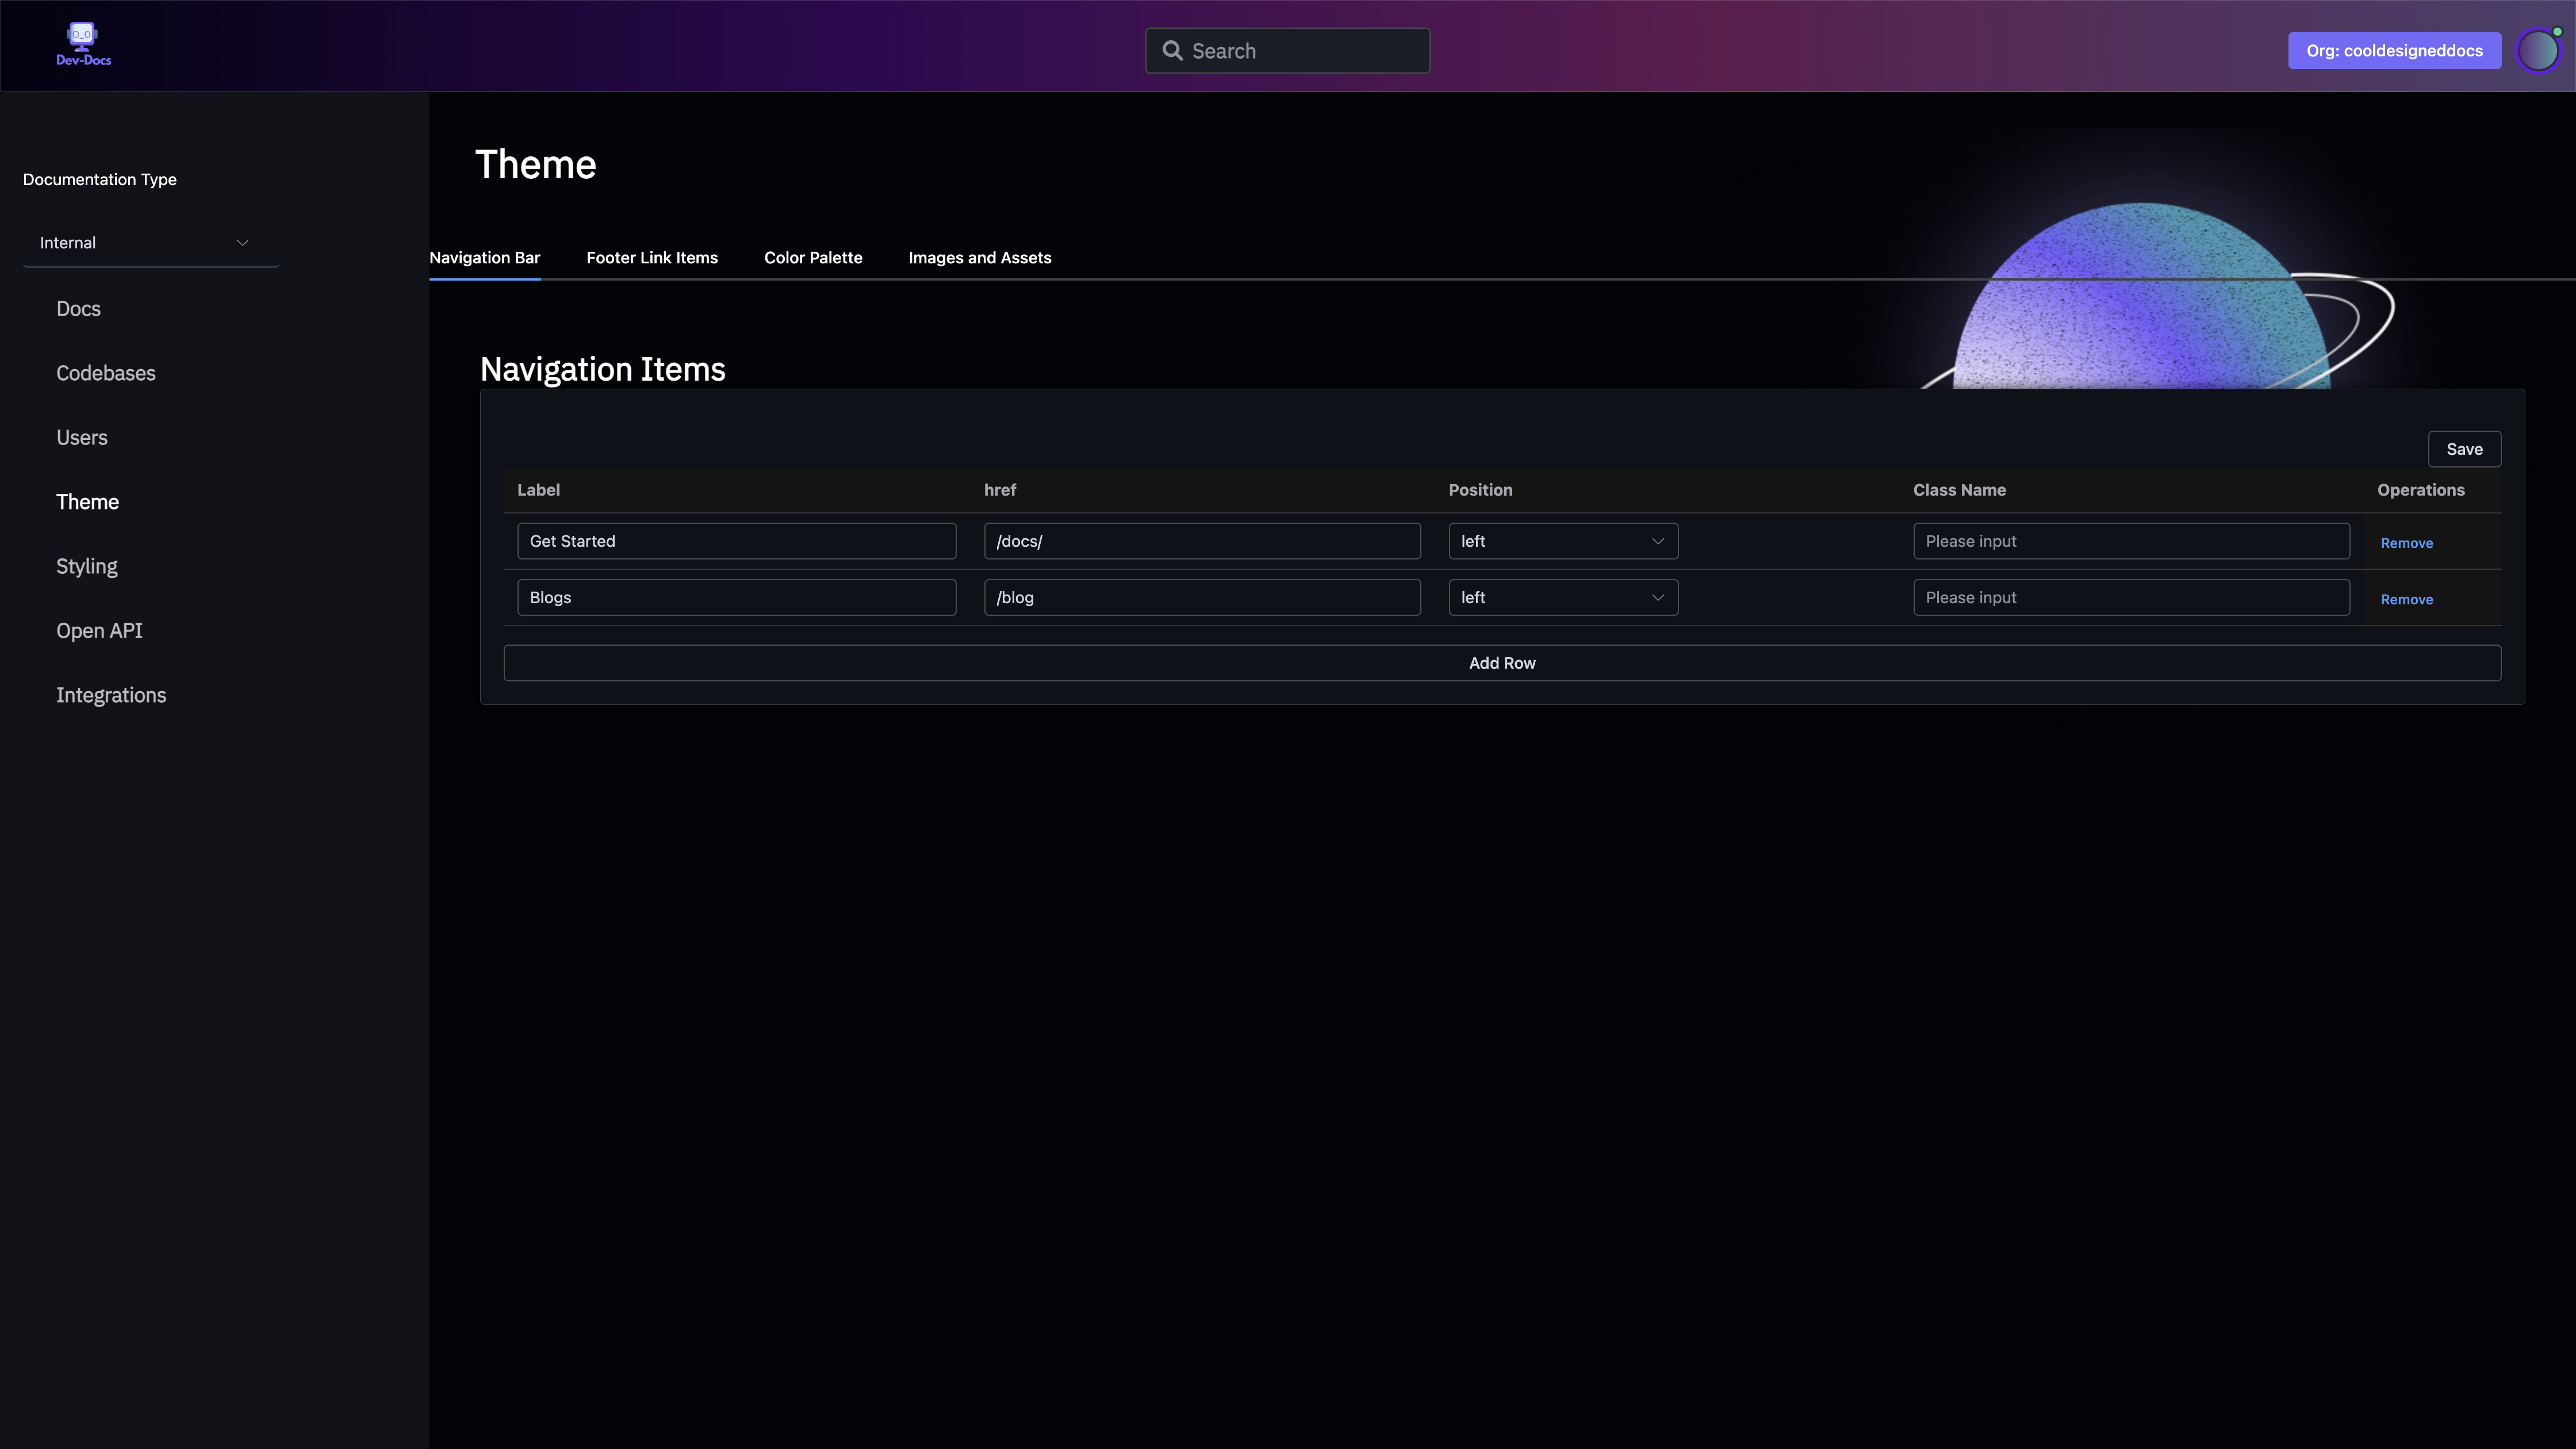 O_O
Dev-Docs
Search
Org: cooldesigneddocs
Documentation Type
Internal
Docs
Codebases
Users
Theme
Styling
Open API
Integrations
Theme
Navigation Bar Footer Link Items Color Palette Images and Assets
Navigation Items
Save
Label href Position Class Name Operations
Get Started /docs/ left Please input Remove
Blogs /blog left Please input Remove
Add Row